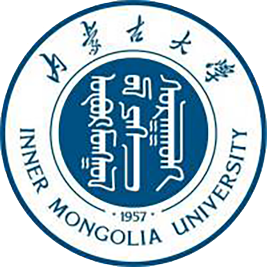 内蒙古大学
· 1957 ·
INNER MONGOLIA UNIVERSITY